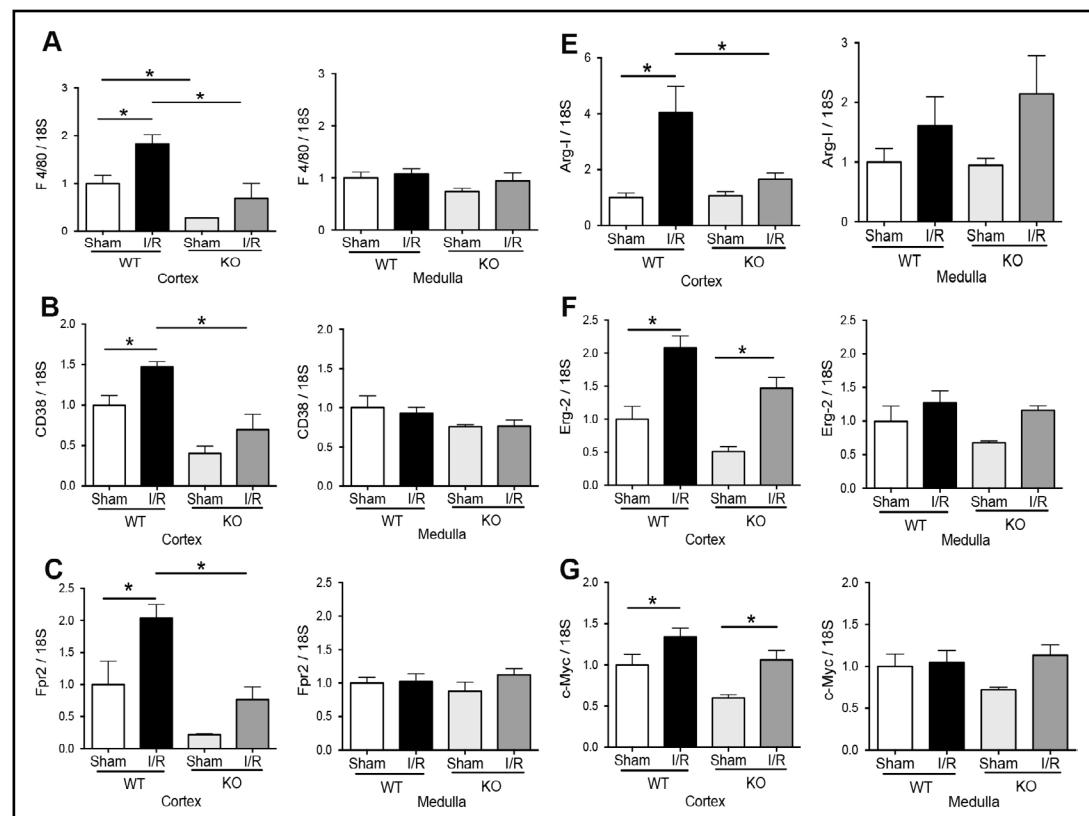 A
F 4/80 / 18S
3
2
1
0
*
*
*
Sham I/R Sham I/R
WT KO
Cortex
F 4/80 / 18S
3
2
1
0
Sham I/R Sham I/R
WT KO
Medulla
E
Arg-I / 18S
6
4
2
0
*
*
Sham I/R Sham I/R
WT KO
Cortex
Arg-I / 18S
3
2
1
0
Sham I/R Sham I/R
WT KO
Medulla
B
CD38 / 18S
2.0
1.5
1.0
0.5
0.0
*
*
Sham I/R Sham I/R
WT KO
Cortex
CD38 / 18S
2.0
1.5
1.0
0.5
0.0
Sham I/R Sham I/R
WT KO
Medulla
F
Erg-2 / 18S
2.5
2.0
1.5
1.0
0.5
0.0
*
*
Sham I/R Sham I/R
WT KO
Cortex
Erg-2 / 18S
2.5
2.0
1.5
1.0
0.5
0.0
Sham I/R Sham I/R
WT KO
Medulla
C
Fpr2 / 18S
2.5
2.0
1.5
1.0
0.5
0.0
*
*
Sham I/R Sham I/R
WT KO
Cortex
Fpr2 / 18S
2.5
2.0
1.5
1.0
0.5
0.0
Sham I/R Sham I/R
WT KO
Medulla
G
c-Myc / 18S
2.0
1.5
1.0
0.5
0.0
*
*
Sham I/R Sham I/R
WT KO
Cortex
c-Myc / 18S
2.0
1.5
1.0
0.5
0.0
Sham I/R Sham I/R
WT KO
Medulla